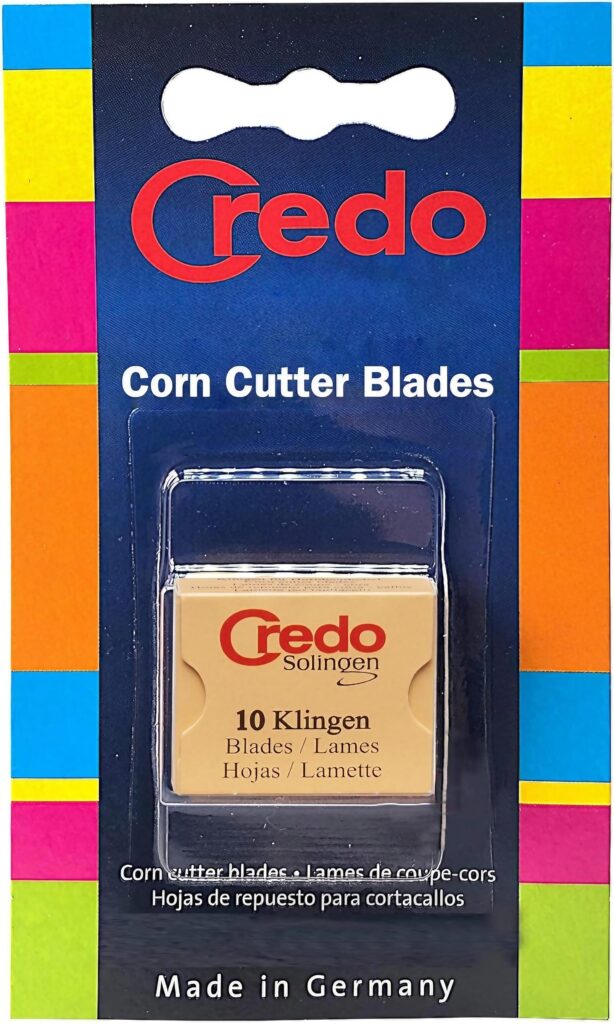 Credo
Corn Cutter Blades
Credo
Solingen
10 Klingen
Blades / Lames
Hojas / Lamette
Corn cutter blades • Lames de coupe-cors
Hojas de repuesto para cortacallos
Made in Germany